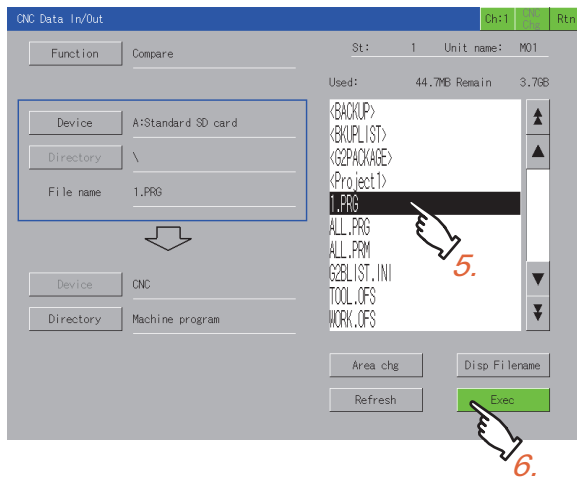 CNC Data In/Out Ch:1 CNC Chg Rtn
Function Compare
St: 1 Unit name: M01
Used: 44.7MB Remain 3.7GB
Device A:Standard SD card
Directory \
File name 1.PRG
Device CNC
Directory Machine program
<BACKUP>
<BKUPLIST>
<G2PACKAGE>
<Project1>
1.PRG
ALL.PRG
ALL.PRM
G2BLIST.INI
TOOL.OFS
WORK.OFS
5.
Area chg Disp Filename
Refresh Exec
6.